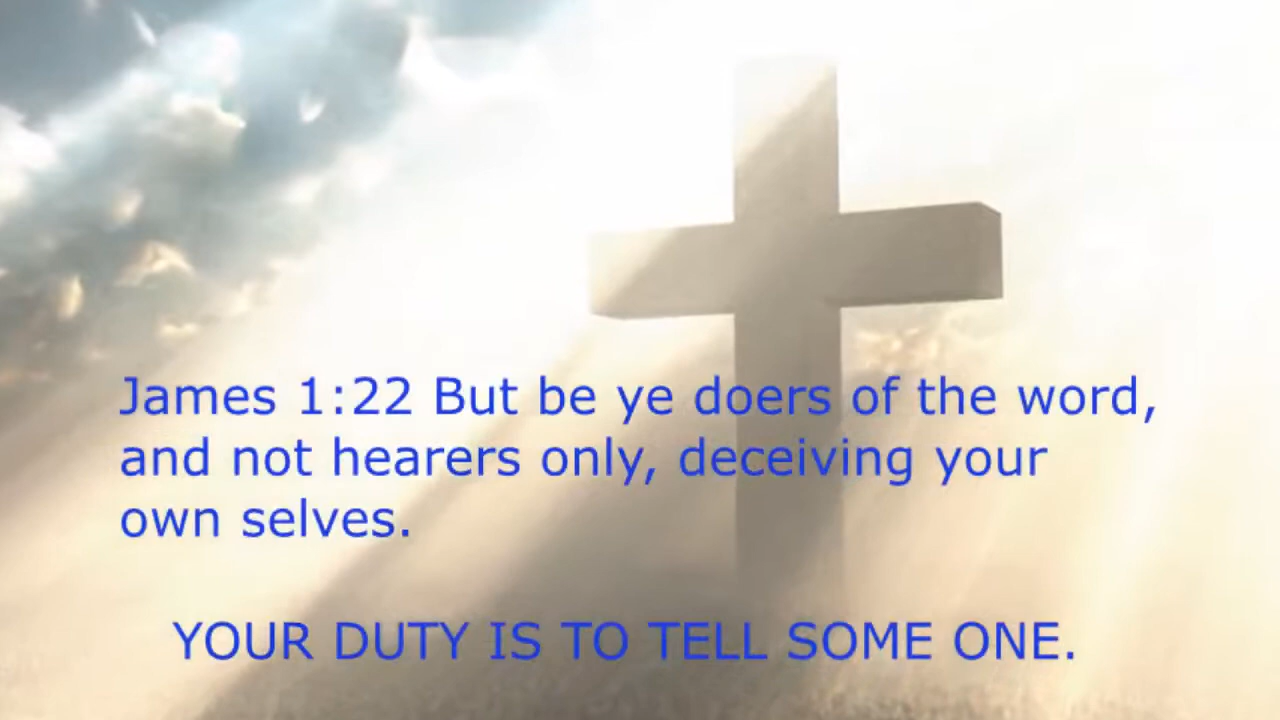 James 1:22 But be ye doers of the word,
and not hearers only, deceiving your
own selves.
YOUR DUTY IS TO TELL SOME ONE.